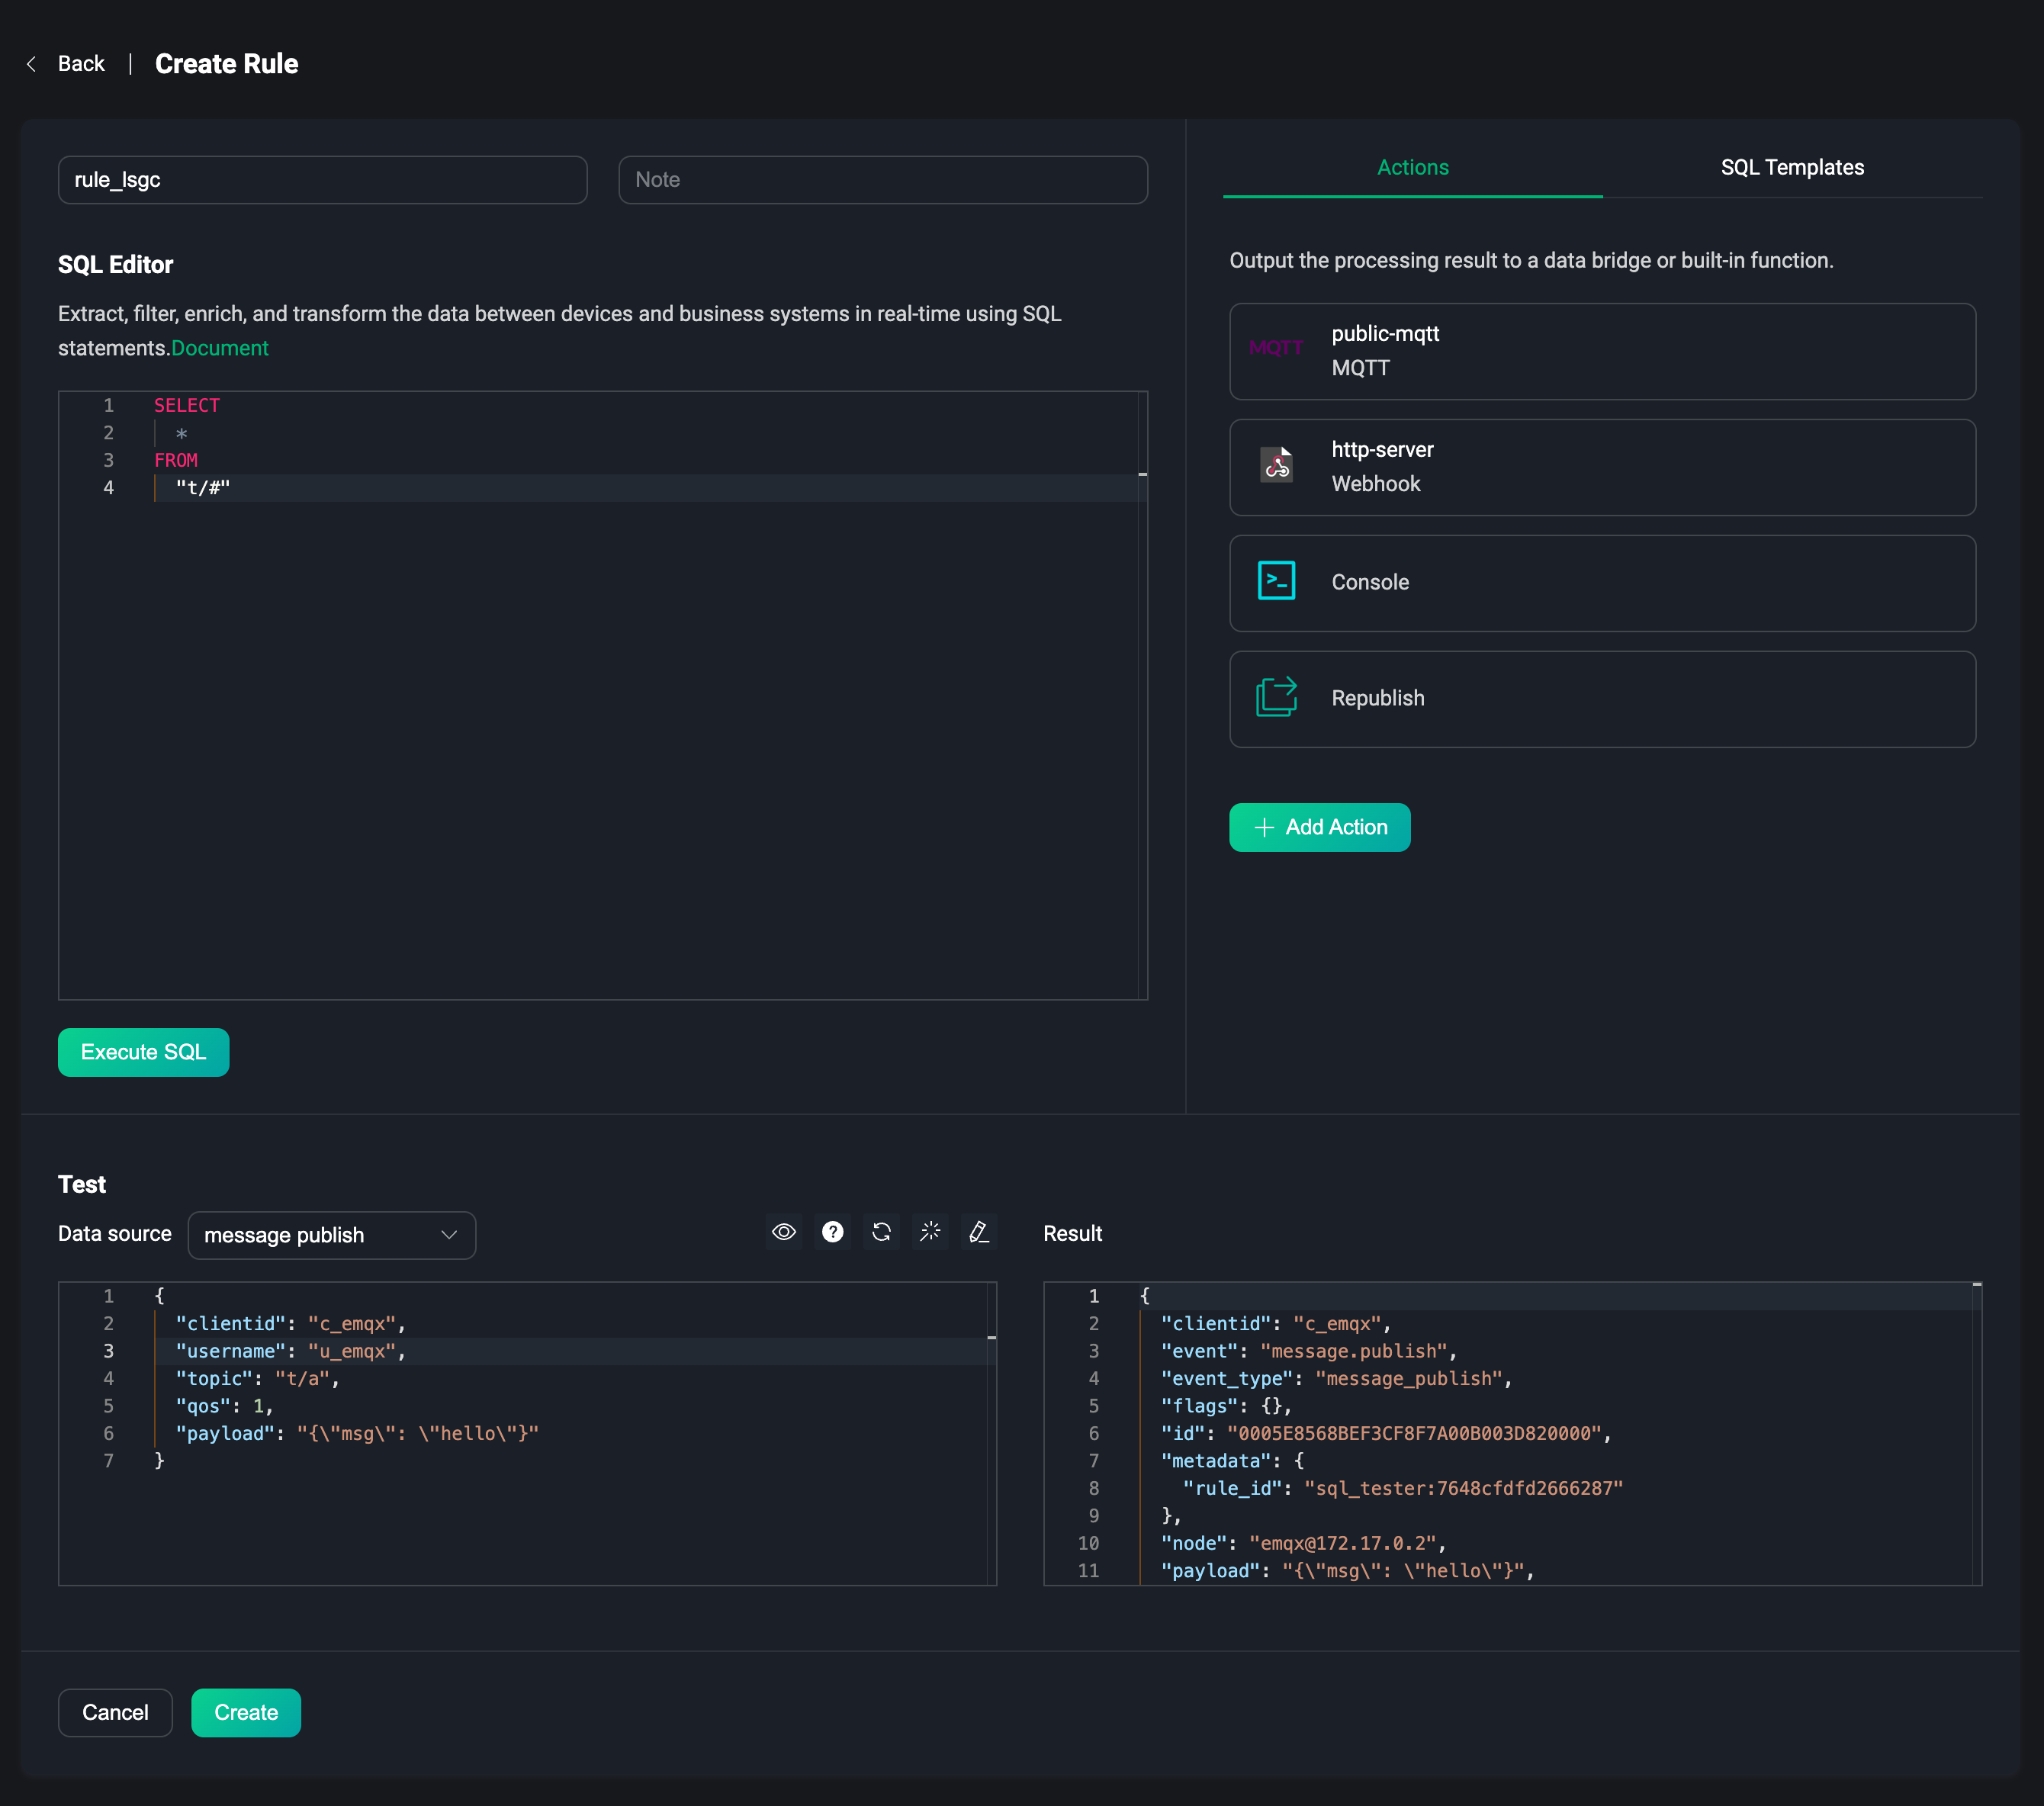 Back | Create Rule
rule_lsgc
Note
SQL Editor
Extract, filter, enrich, and transform the data between devices and business systems in real-time using SQL
statements.Document
1 SELECT
2   *
3 FROM
4   "t/#"
Execute SQL
Actions
SQL Templates
Output the processing result to a data bridge or built-in function.
MQTT
public-mqtt
MQTT
http-server
Webhook
>_
Console
Republish
+ Add Action
Test
Data source
message publish
?
1 {
2   "clientid": "c_emqx",
3   "username": "u_emqx",
4   "topic": "t/a",
5   "qos": 1,
6   "payload": "{\"msg\": \"hello\"}"
7 }
Result
1 {
2   "clientid": "c_emqx",
3   "event": "message.publish",
4   "event_type": "message_publish",
5   "flags": {},
6   "id": "0005E8568BEF3CF8F7A00B003D820000",
7   "metadata": {
8     "rule_id": "sql_tester:7648cfdfd2666287"
9   },
10   "node": "emqx@172.17.0.2",
11   "payload": "{\"msg\": \"hello\"}",
Cancel
Create